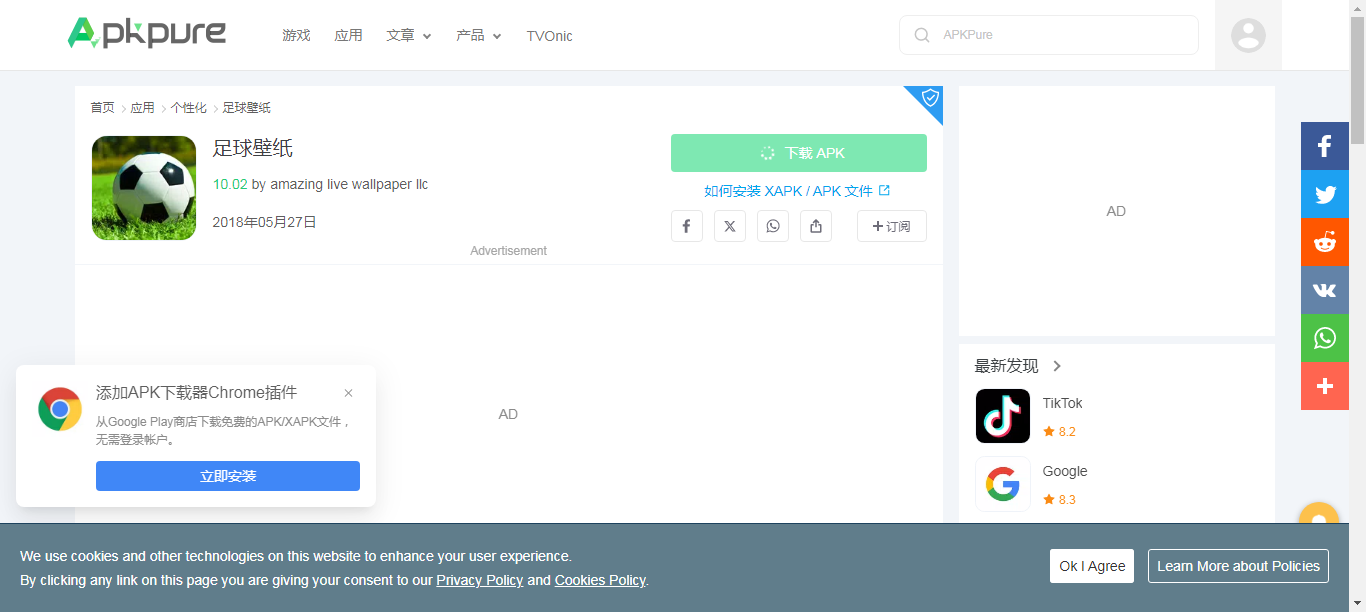 Apkpure
游戏 应用 文章 产品 TVOnic
APKPure
首页 应用 个性化 足球壁纸
足球壁纸
10.02 by amazing live wallpaper llc
2018年05月27日
下载 APK
如何安装 XAPK / APK 文件
订阅
Advertisement
AD
AD
最新发现
TikTok
8.2
Google
8.3
添加APK下载器Chrome插件
从Google Play商店下载免费的APK/XAPK文件，
无需登录帐户。
立即安装
We use cookies and other technologies on this website to enhance your user experience.
By clicking any link on this page you are giving your consent to our Privacy Policy and Cookies Policy.
Ok I Agree
Learn More about Policies